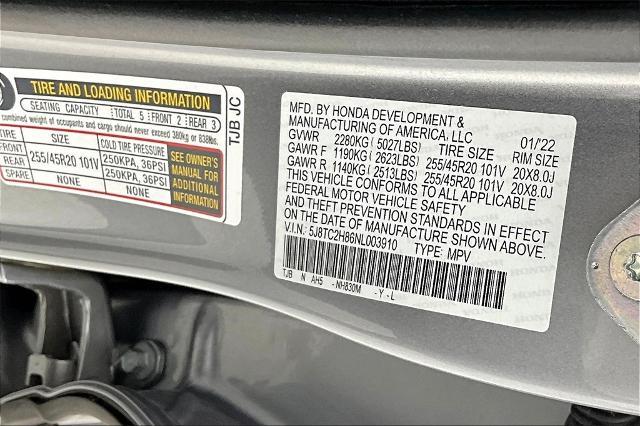 TIRE AND LOADING INFORMATION
SEATING CAPACITY TOTAL 5 FRONT 2 REAR 3
combined weight of occupants and cargo should never exceed 380kg or 838lbs.
TIRE SIZE COLD TIRE PRESSURE
FRONT 255/45R20 101V 250KPA, 36PSI
REAR 250KPA, 36PSI
SPARE NONE NONE
SEE OWNER'S
MANUAL FOR
ADDITIONAL
INFORMATION
TJB JC
MFD. BY HONDA DEVELOPMENT &
MANUFACTURING OF AMERICA, LLC 01/22
GVWR 2280KG (5027LBS) TIRE SIZE RIM SIZE
GAWR F 1190KG (2623LBS) 255/45R20 101V 20X8.0J
GAWR R 1140KG (2513LBS) 255/45R20 101V 20X8.0J
THIS VEHICLE CONFORMS TO ALL APPLICABLE
FEDERAL MOTOR VEHICLE SAFETY
AND THEFT PREVENTION STANDARDS IN EFFECT
ON THE DATE OF MANUFACTURE SHOWN ABOVE.
V.I.N.: 5J8TC2H86NL003910 TYPE: MPV
TJB N AH5 -NH830M -Y-L